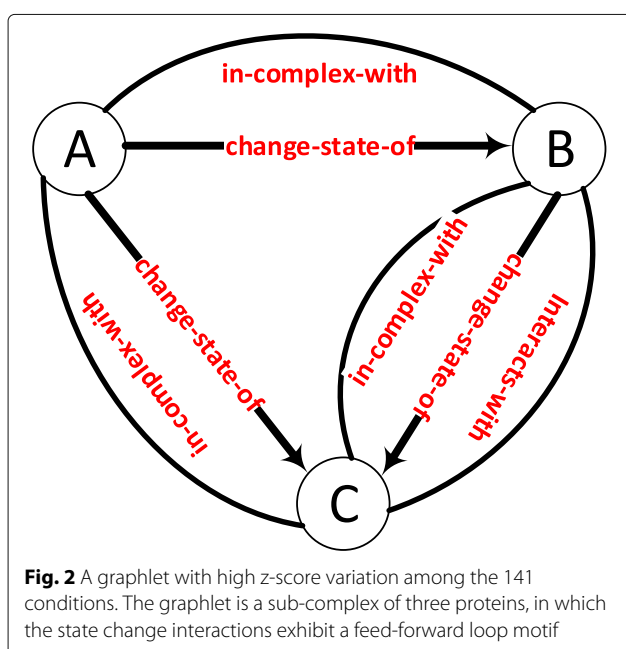 in-complex-with
A
change-state-of
B
change-state-of
in-complex-with
in-complex-with
change-state-of
Interacts-with
C
Fig. 2 A graphlet with high z-score variation among the 141
conditions. The graphlet is a sub-complex of three proteins, in which
the state change interactions exhibit a feed-forward loop motif